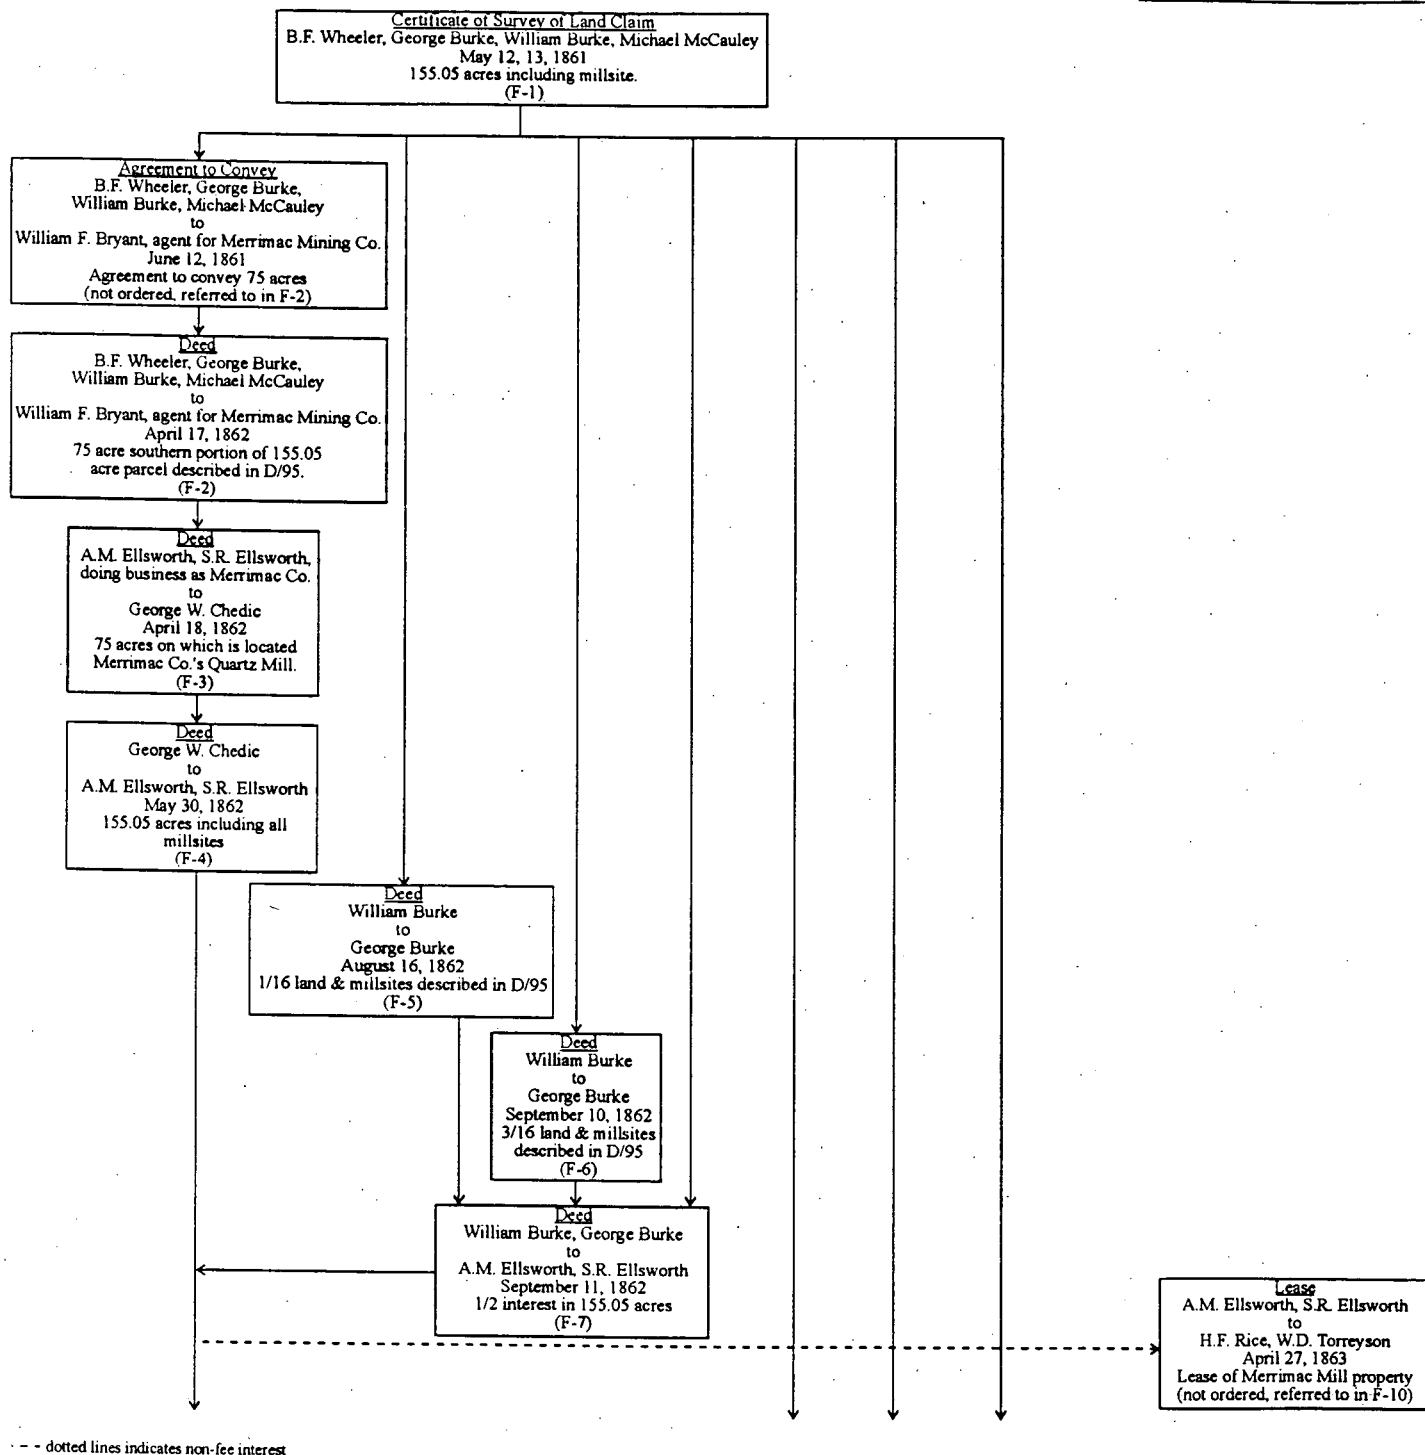 Certificate of Survey of Land Claim
B.F. Wheeler, George Burke, William Burke, Michael McCauley
May 12, 13, 1861
155.05 acres including millsite.
(F-1)
Agreement to Convey
B.F. Wheeler, George Burke,
William Burke, Michael McCauley
to
William F. Bryant, agent for Merrimac Mining Co.
June 12, 1861
Agreement to convey 75 acres
(not ordered, referred to in F-2)
Deed
B.F. Wheeler, George Burke,
William Burke, Michael McCauley
to
William F. Bryant, agent for Merrimac Mining Co.
April 17, 1862
75 acre southern portion of 155.05
acre parcel described in D/95.
(F-2)
Deed
A.M. Ellsworth, S.R. Ellsworth,
doing business as Merrimac Co.
to
George W. Chedic
April 18, 1862
75 acres on which is located
Merrimac Co.'s Quartz Mill.
(F-3)
Deed
George W. Chedic
to
A.M. Ellsworth, S.R. Ellsworth
May 30, 1862
155.05 acres including all
millsites
(F-4)
Deed
William Burke
to
George Burke
August 16, 1862
1/16 land & millsites described in D/95
(F-5)
Deed
William Burke
to
George Burke
September 10, 1862
3/16 land & millsites
described in D/95
(F-6)
Deed
William Burke, George Burke
to
A.M. Ellsworth, S.R. Ellsworth
September 11, 1862
1/2 interest in 155.05 acres
(F-7)
Lease
A.M. Ellsworth, S.R. Ellsworth
to
H.F. Rice, W.D. Torreyson
April 27, 1863
Lease of Merrimac Mill property
(not ordered, referred to in F-10)
- - - dotted lines indicates non-fee interest